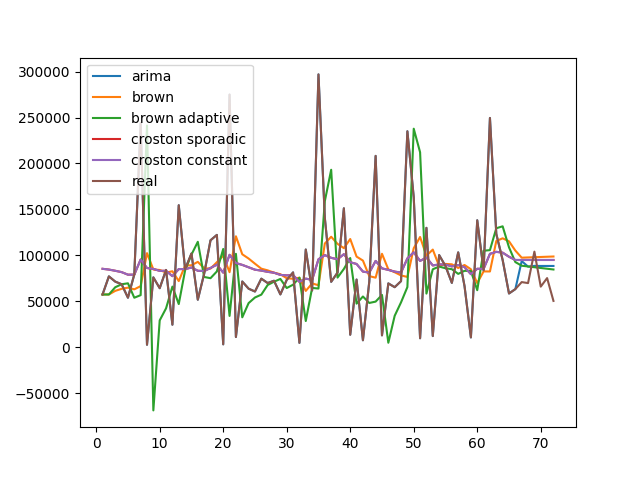 300000
250000
200000
150000
100000
50000
0
−50000
0 10 20 30 40 50 60 70
arima
brown
brown adaptive
croston sporadic
croston constant
real